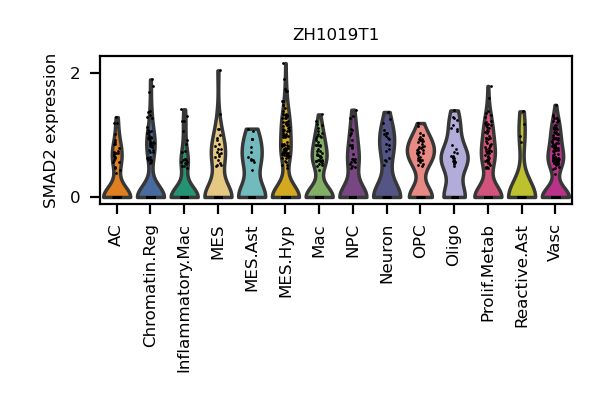 ZH1019T1
SMAD2 expression
2
0
AC
Chromatin.Reg
Inflammatory.Mac
MES
MES.Ast
MES.Hyp
Mac
NPC
Neuron
OPC
Oligo
Prolif.Metab
Reactive.Ast
Vasc